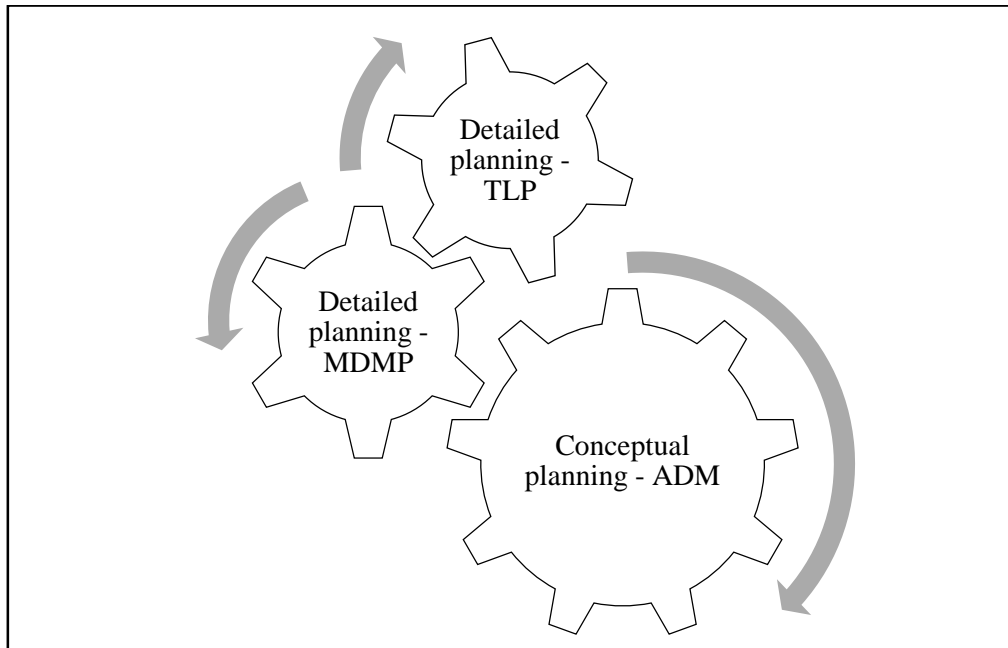 Detailed
planning -
TLP
Detailed
planning -
MDMP
Conceptual
planning - ADM